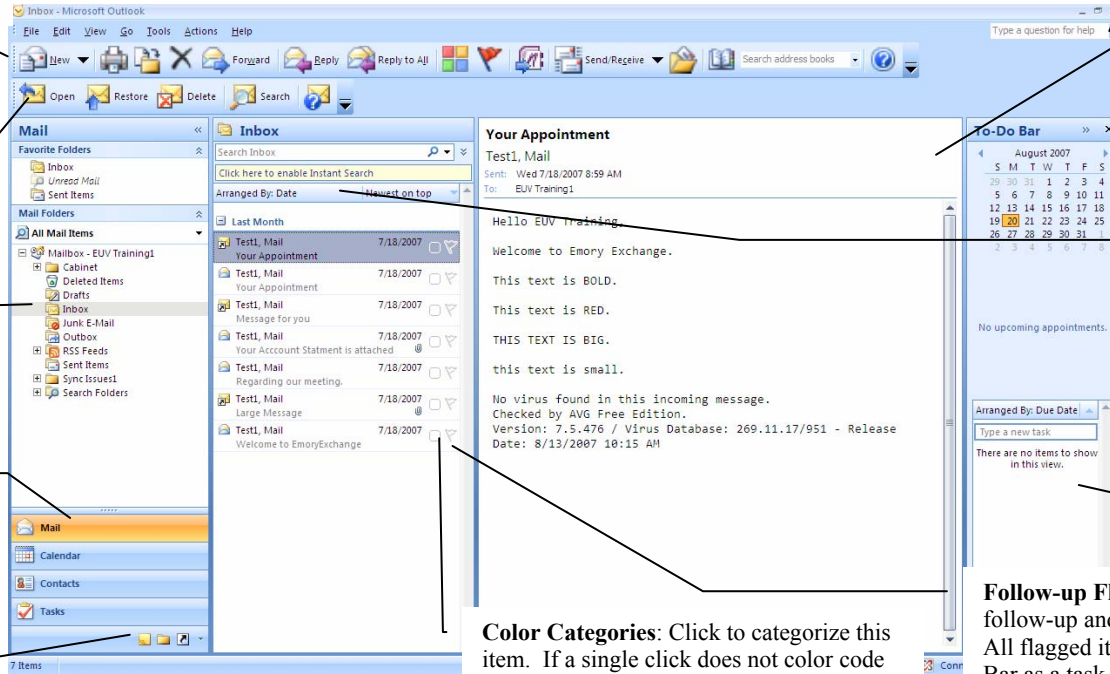 Inbox - Microsoft Outlook
File Edit View Go Tools Actions Help
Type a question for help
New Forward Reply Reply to All Send/Receive Search address books
Open Restore Delete Search
Mail
Favorite Folders
Inbox
Unread Mail
Sent Items
Mail Folders
All Mail Items
Mailbox - EUV Training1
Cabinet
Deleted Items
Drafts
Inbox
Junk E-Mail
Outbox
RSS Feeds
Sent Items
Sync Issues1
Search Folders
Mail
Calendar
Contacts
Tasks
7 Items
Inbox
Search Inbox
Click here to enable Instant Search
Arranged By: Date Newest on top
Last Month
Test1, Mail 7/18/2007
Your Appointment
Test1, Mail 7/18/2007
Your Appointment
Test1, Mail 7/18/2007
Message for you
Test1, Mail 7/18/2007
Your Acccount Statment is attached
Test1, Mail 7/18/2007
Regarding our meeting.
Test1, Mail 7/18/2007
Large Message
Test1, Mail 7/18/2007
Welcome to EmoryExchange
Your Appointment
Test1, Mail
Sent: Wed 7/18/2007 8:59 AM
To: EUV Training1
Hello EUV Training,
Welcome to Emory Exchange.
This text is BOLD.
This text is RED.
THIS TEXT IS BIG.
this text is small.
No virus found in this incoming message.
Checked by AVG Free Edition.
Version: 7.5.476 / Virus Database: 269.11.17/951 - Release
Date: 8/13/2007 10:15 AM
To-Do Bar
August 2007
S M T W T F S
29 30 31 1 2 3 4
5 6 7 8 9 10 11
12 13 14 15 16 17 18
19 20 21 22 23 24 25
26 27 28 29 30 31 1
2 3 4 5 6 7 8
No upcoming appointments.
Arranged By: Due Date
Type a new task
There are no items to show
in this view.
Color Categories: Click to categorize this
item. If a single click does not color code
Conn
Follow-up Fl
follow-up and
All flagged it
Bar as a task